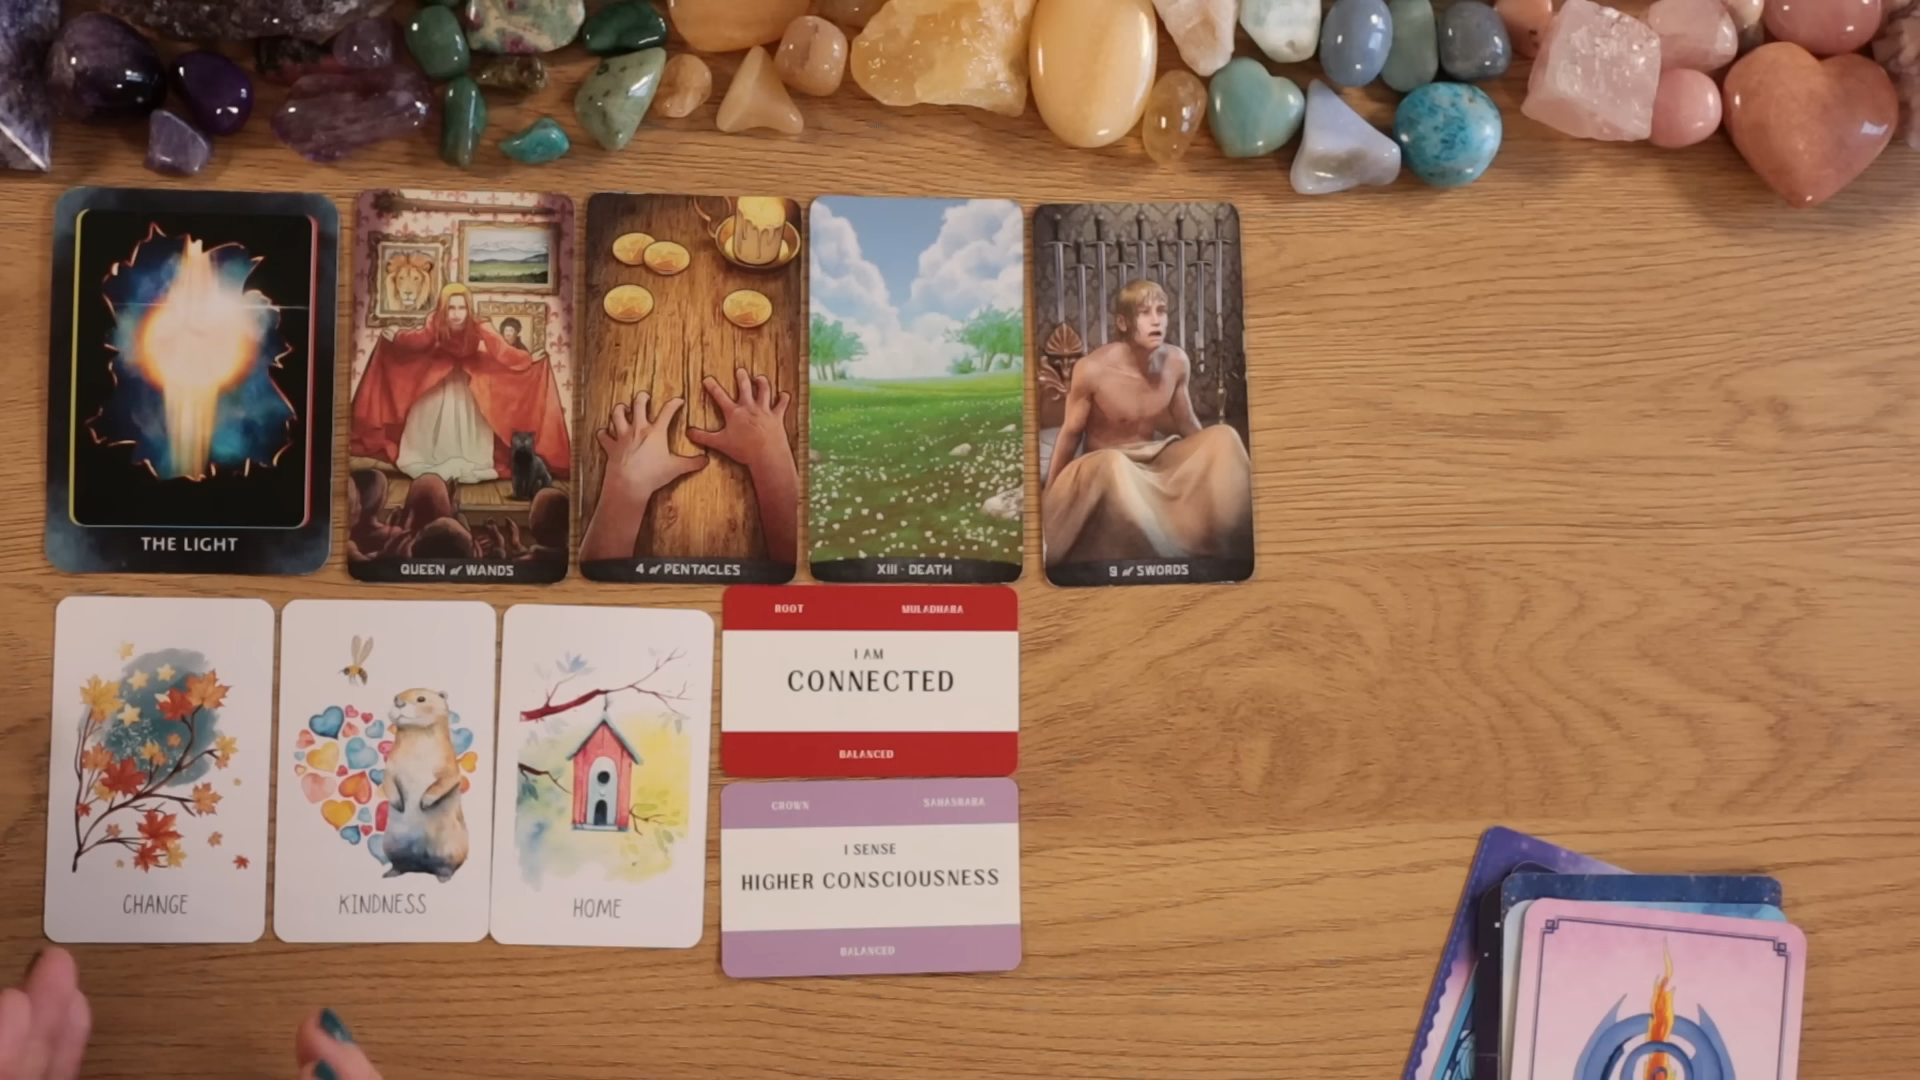 THE LIGHT
QUEEN of WANDS
4 of PENTACLES
XIII · DEATH
9 of SWORDS
CHANGE
KINDNESS
HOME
ROOT MULADHARA
I AM
CONNECTED
BALANCED
CROWN SAHASRARA
I SENSE
HIGHER CONSCIOUSNESS
BALANCED